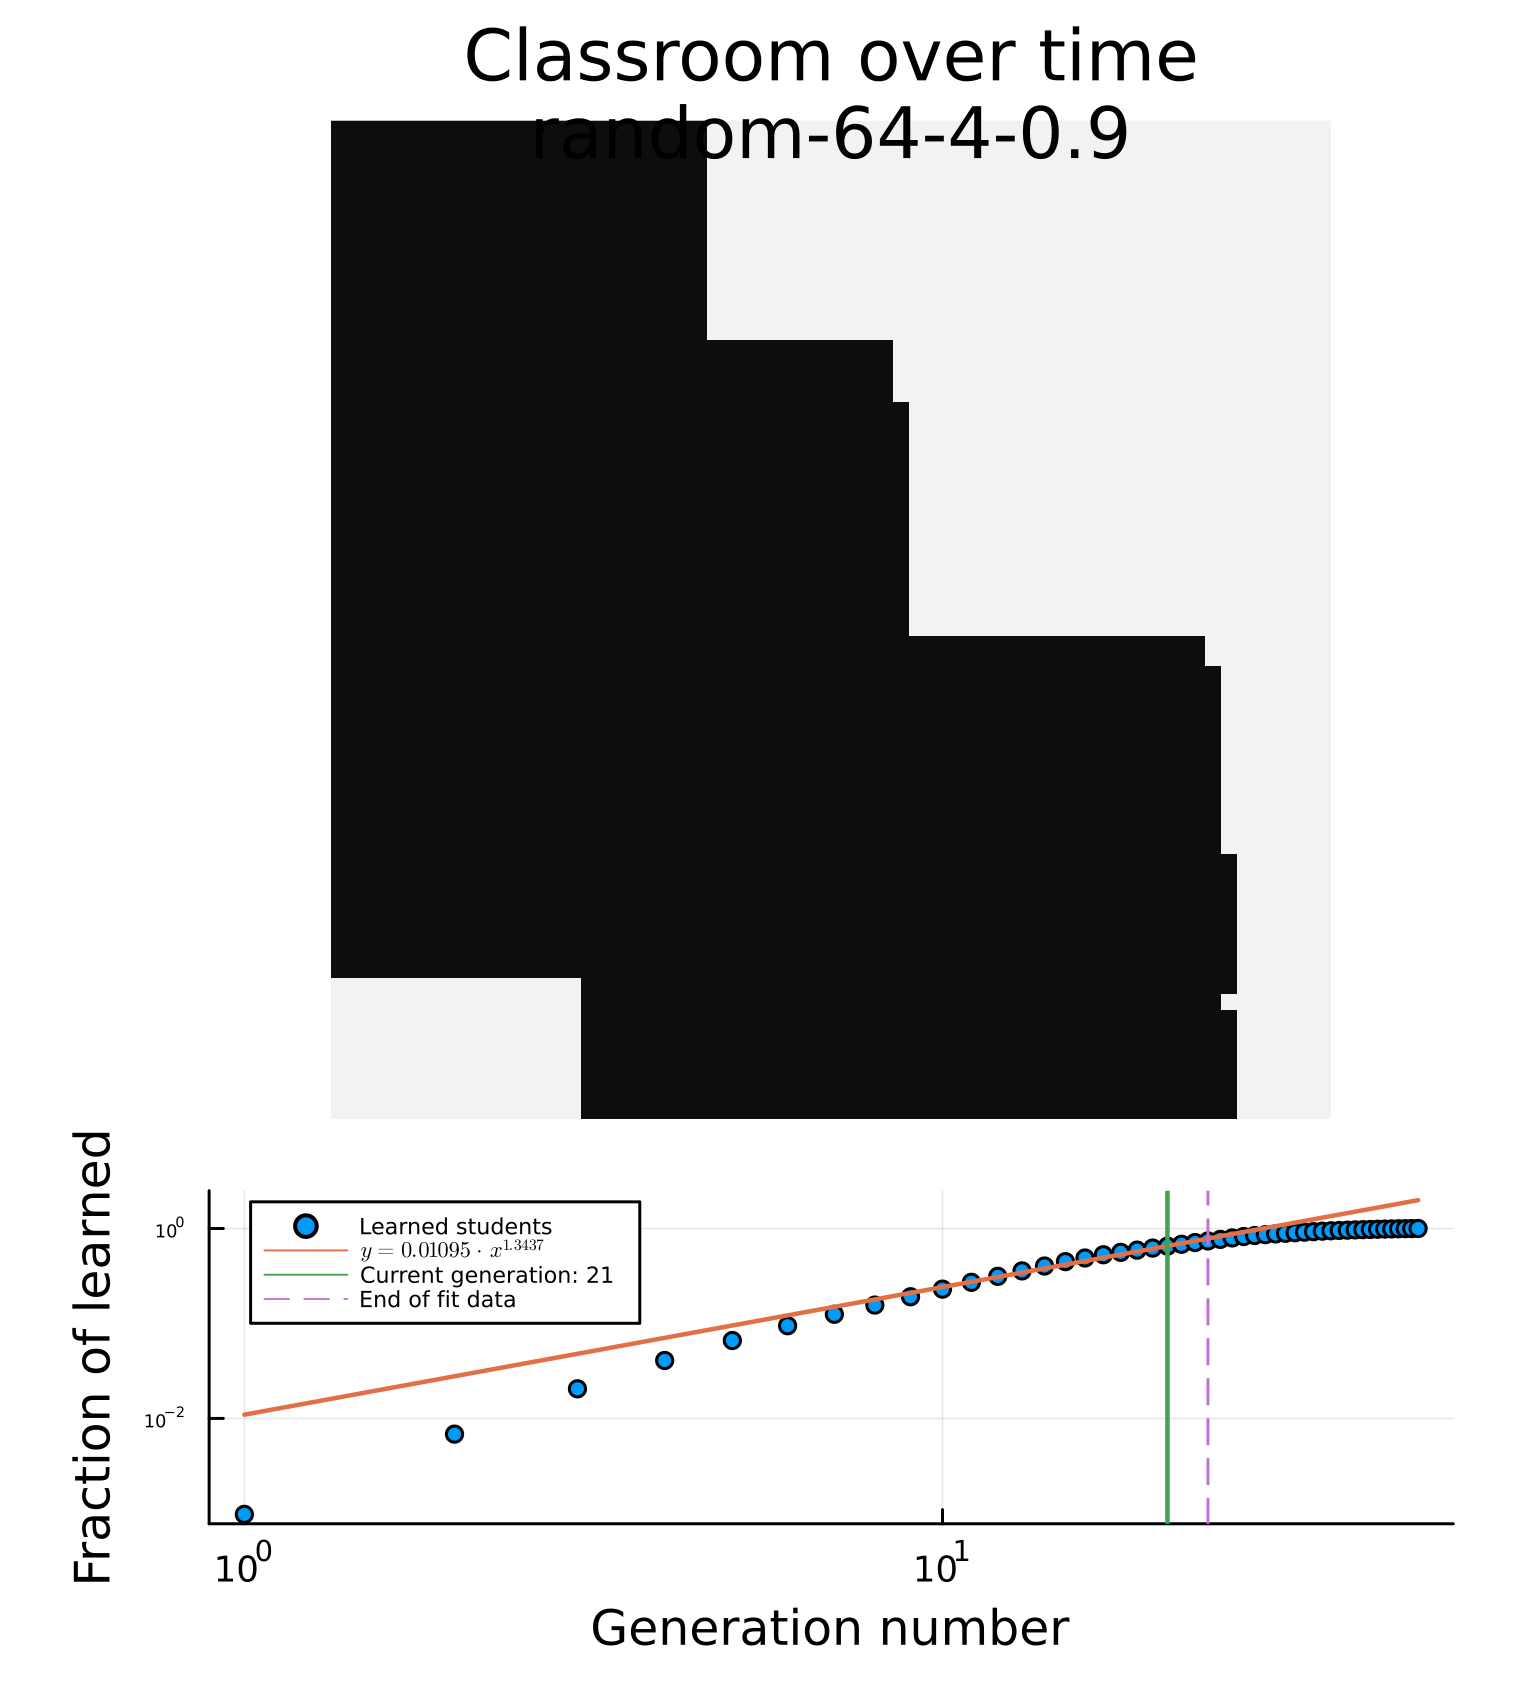 Classroom over time
random-64-4-0.9
Fraction of learned
10^0
10^-2
Learned students
y = 0.01095 · x^1.3437
Current generation: 21
End of fit data
10^0
10^1
Generation number